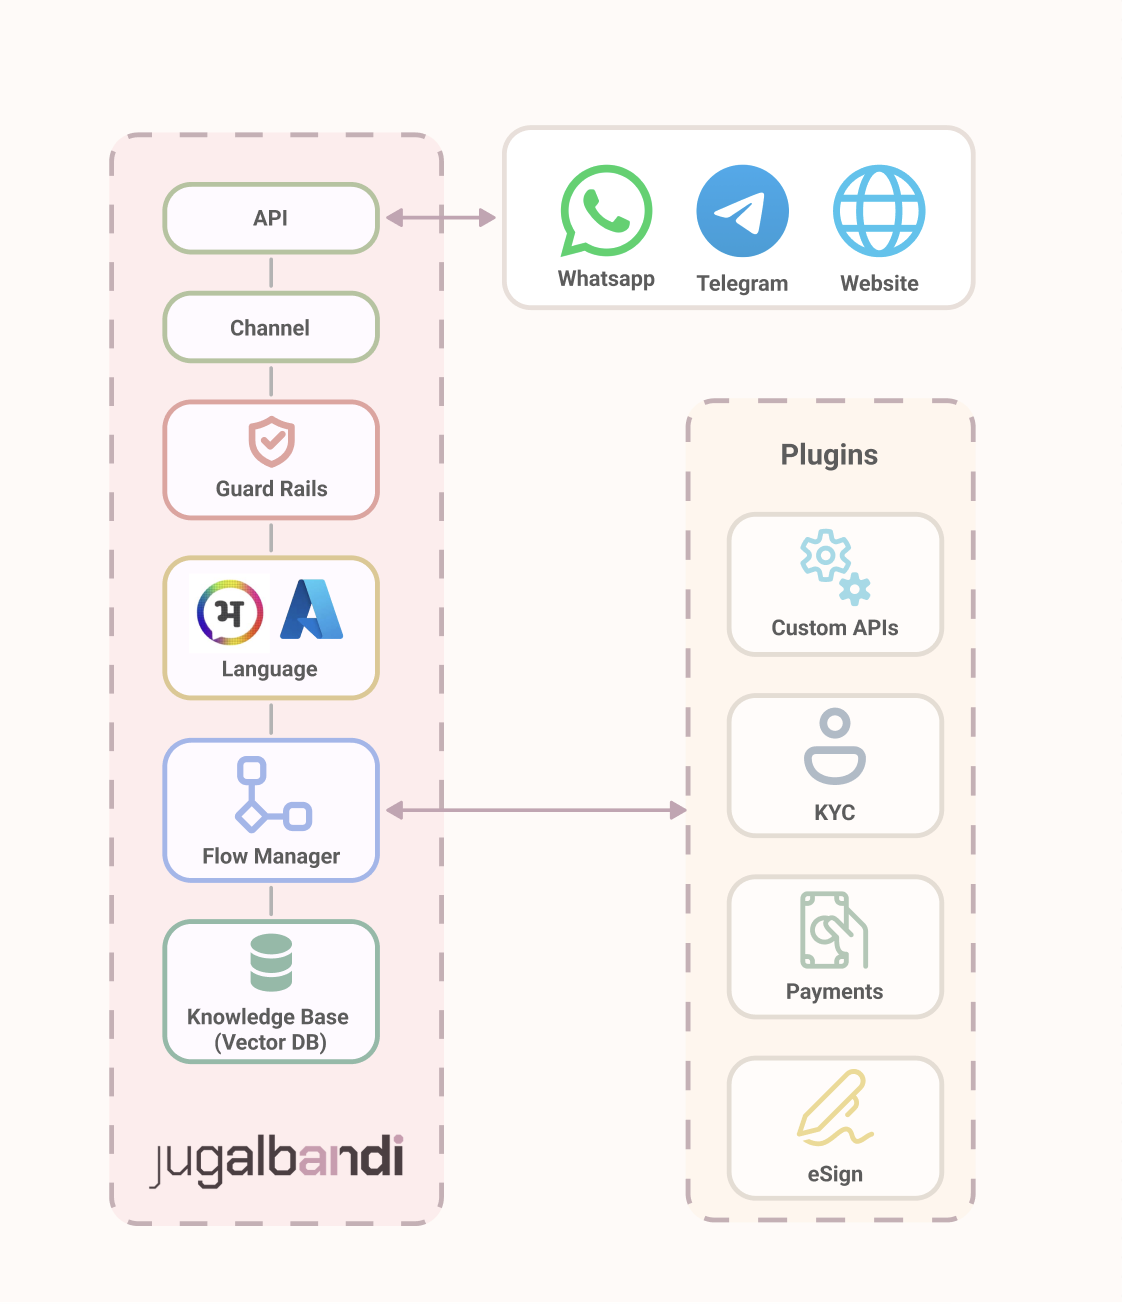 API
Channel
Guard Rails
भ
Language
Flow Manager
Knowledge Base
(Vector DB)
jugalbandi
Whatsapp
Telegram
Website
Plugins
Custom APIs
KYC
Payments
eSign